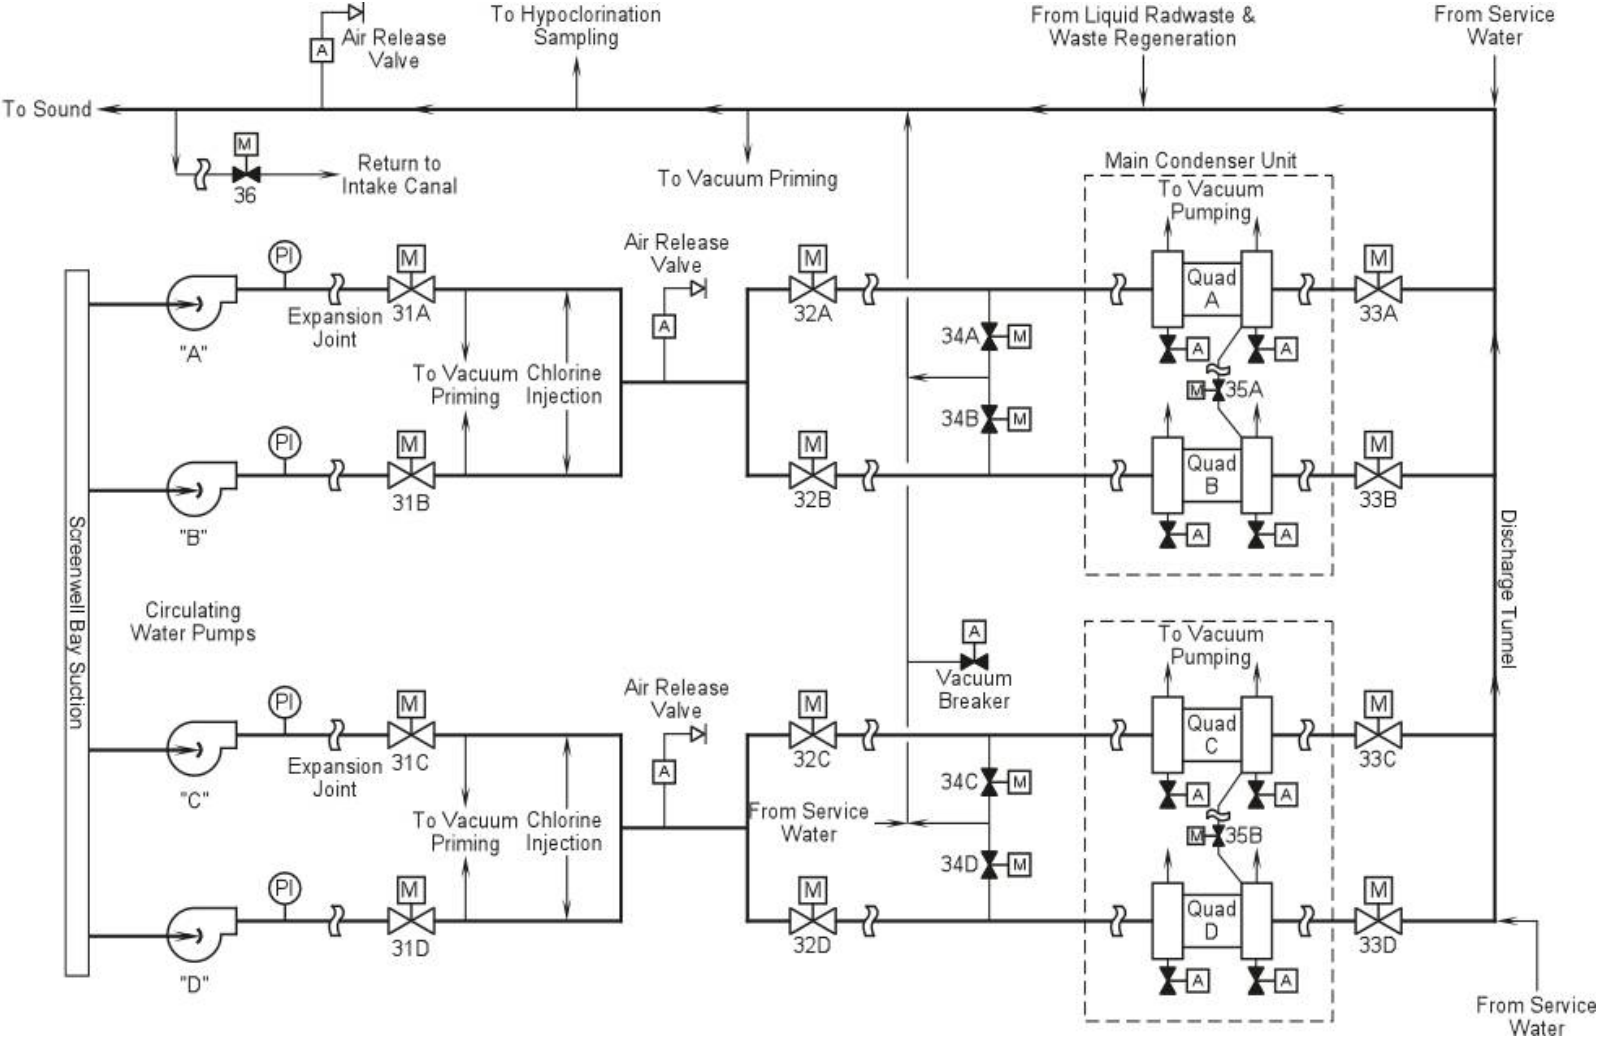 To Hypoclorination
Sampling
From Liquid Radwaste &
Waste Regeneration
From Service
Water
A
Air Release
Valve
To Sound
M
36
Return to
Intake Canal
To Vacuum Priming
Main Condenser Unit
To Vacuum
Pumping
Air Release
Valve
PI
M
Expansion
Joint
31A
"A"
A
M
32A
34A
M
Quad
A
M
33A
A
A
To Vacuum
Priming
Chlorine
Injection
M
35A
34B
M
PI
M
31B
"B"
M
32B
Quad
B
M
33B
A
A
Screenwell Bay Suction
Discharge Tunnel
Circulating
Water Pumps
A
Vacuum
Breaker
To Vacuum
Pumping
Air Release
Valve
PI
M
Expansion
Joint
31C
"C"
A
M
32C
34C
M
Quad
C
M
33C
A
A
To Vacuum
Priming
Chlorine
Injection
From Service
Water
M
35B
34D
M
PI
M
31D
"D"
M
32D
Quad
D
M
33D
A
A
From Service
Water